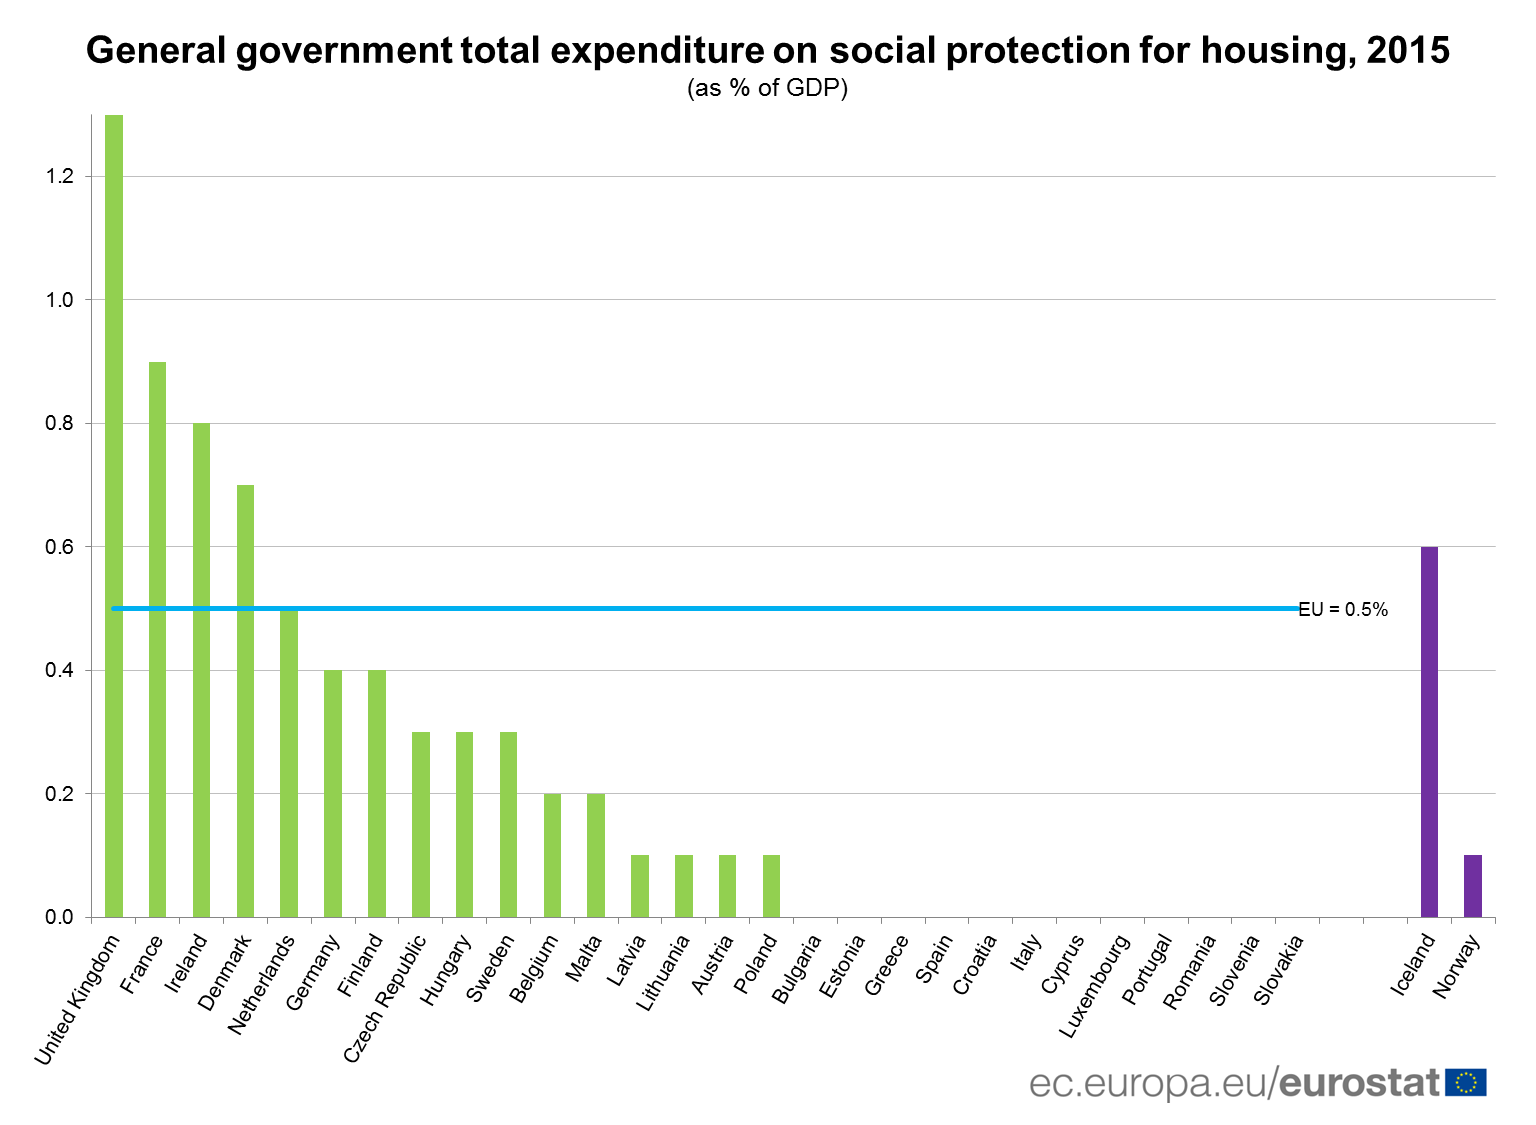 General government total expenditure on social protection for housing, 2015
(as % of GDP)
1.2
1.0
0.8
0.6
0.4
0.2
0.0
EU = 0.5%
United Kingdom
France
Ireland
Denmark
Netherlands
Germany
Finland
Czech Republic
Hungary
Sweden
Belgium
Malta
Latvia
Lithuania
Austria
Poland
Bulgaria
Estonia
Greece
Spain
Croatia
Italy
Cyprus
Luxembourg
Portugal
Romania
Slovenia
Slovakia
Iceland
Norway
ec.europa.eu/eurostat